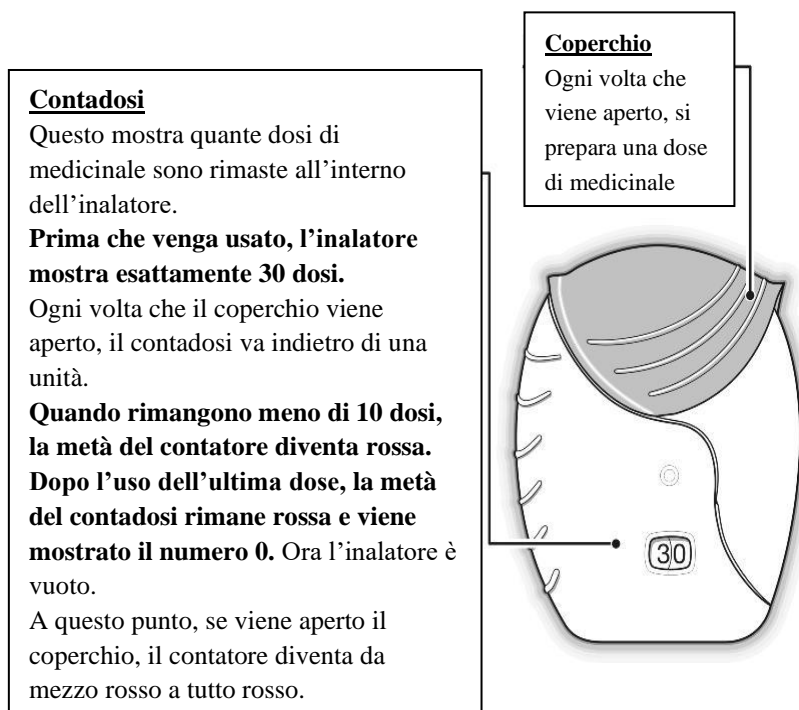 Coperchio
Ogni volta che
viene aperto, si
prepara una dose
di medicinale
Contadosi
Questo mostra quante dosi di
medicinale sono rimaste all’interno
dell’inalatore.
Prima che venga usato, l’inalatore
mostra esattamente 30 dosi.
Ogni volta che il coperchio viene
aperto, il contadosi va indietro di una
unità.
Quando rimangono meno di 10 dosi,
la metà del contatore diventa rossa.
Dopo l’uso dell’ultima dose, la metà
del contadosi rimane rossa e viene
mostrato il numero 0. Ora l’inalatore è
vuoto.
A questo punto, se viene aperto il
coperchio, il contatore diventa da
mezzo rosso a tutto rosso.
30